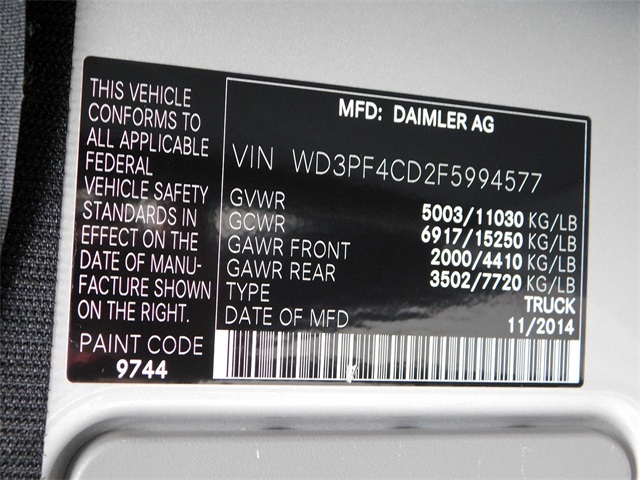 THIS VEHICLE
CONFORMS TO
ALL APPLICABLE
FEDERAL
VEHICLE SAFETY
STANDARDS IN
EFFECT ON THE
DATE OF MANU-
FACTURE SHOWN
ON THE RIGHT.
PAINT CODE
9744
MFD: DAIMLER AG
VIN WD3PF4CD2F5994577
GVWR 5003/11030 KG/LB
GCWR 6917/15250 KG/LB
GAWR FRONT 2000/4410 KG/LB
GAWR REAR 3502/7720 KG/LB
TYPE TRUCK
DATE OF MFD 11/2014